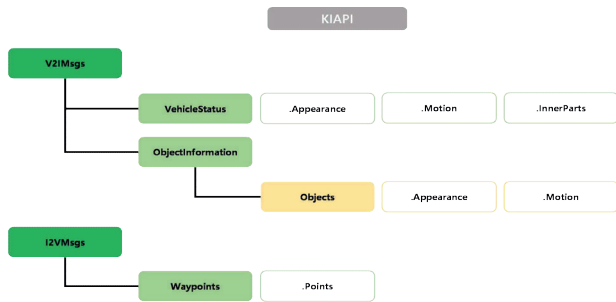 KIAPI
V2IMsgs
VehicleStatus .Appearance .Motion .InnerParts
ObjectInformation
Objects .Appearance .Motion
I2VMsgs
Waypoints .Points